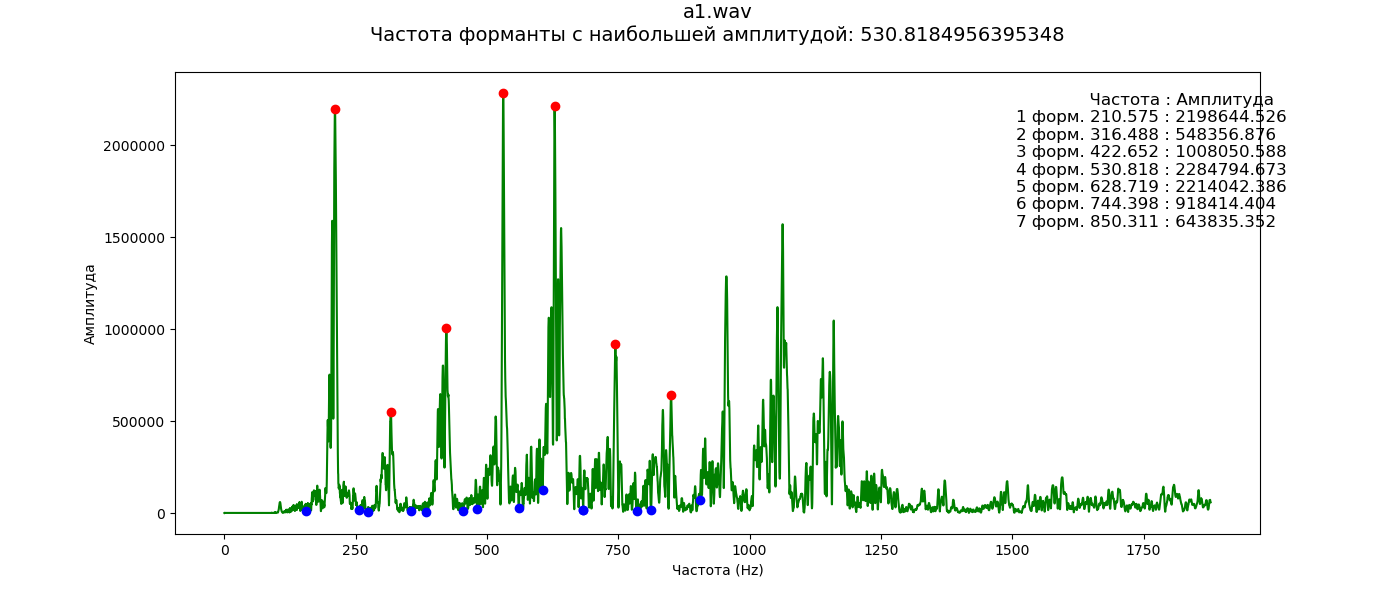 a1.wav
Частота форманты с наибольшей амплитудой: 530.8184956395348
Частота : Амплитуда
1 форм. 210.575 : 2198644.526
2 форм. 316.488 : 548356.876
3 форм. 422.652 : 1008050.588
4 форм. 530.818 : 2284794.673
5 форм. 628.719 : 2214042.386
6 форм. 744.398 : 918414.404
7 форм. 850.311 : 643835.352
Амплитуда
2000000
1500000
1000000
500000
0
0 250 500 750 1000 1250 1500 1750
Частота (Hz)